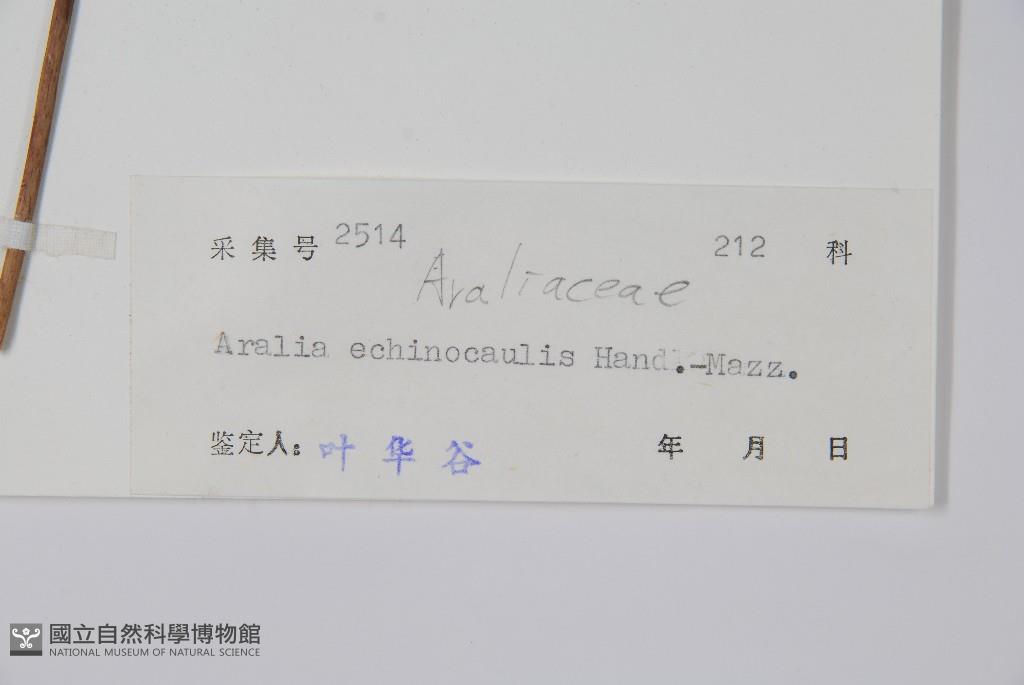 采集号 2514 212 科
Araliaceae
Aralia echinocaulis Hand.-Mazz.
鉴定人: 叶华谷 年 月 日
國立自然科學博物館
NATIONAL MUSEUM OF NATURAL SCIENCE